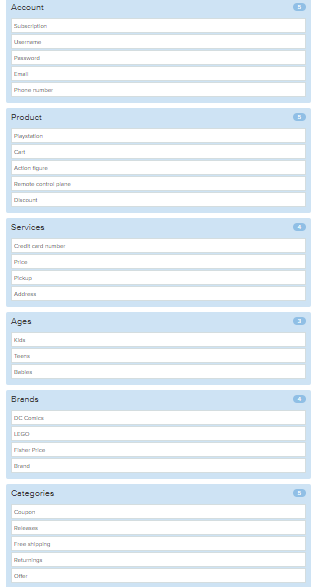 Account 5
Subscription
Username
Password
Email
Phone number
Product 5
Playstation
Cart
Action figure
Remote control plane
Discount
Services 4
Credit card number
Price
Pickup
Address
Ages 3
Kids
Teens
Babies
Brands 4
DC Comics
LEGO
Fisher Price
Brand
Categories 5
Coupon
Releases
Free shipping
Returnings
Offer